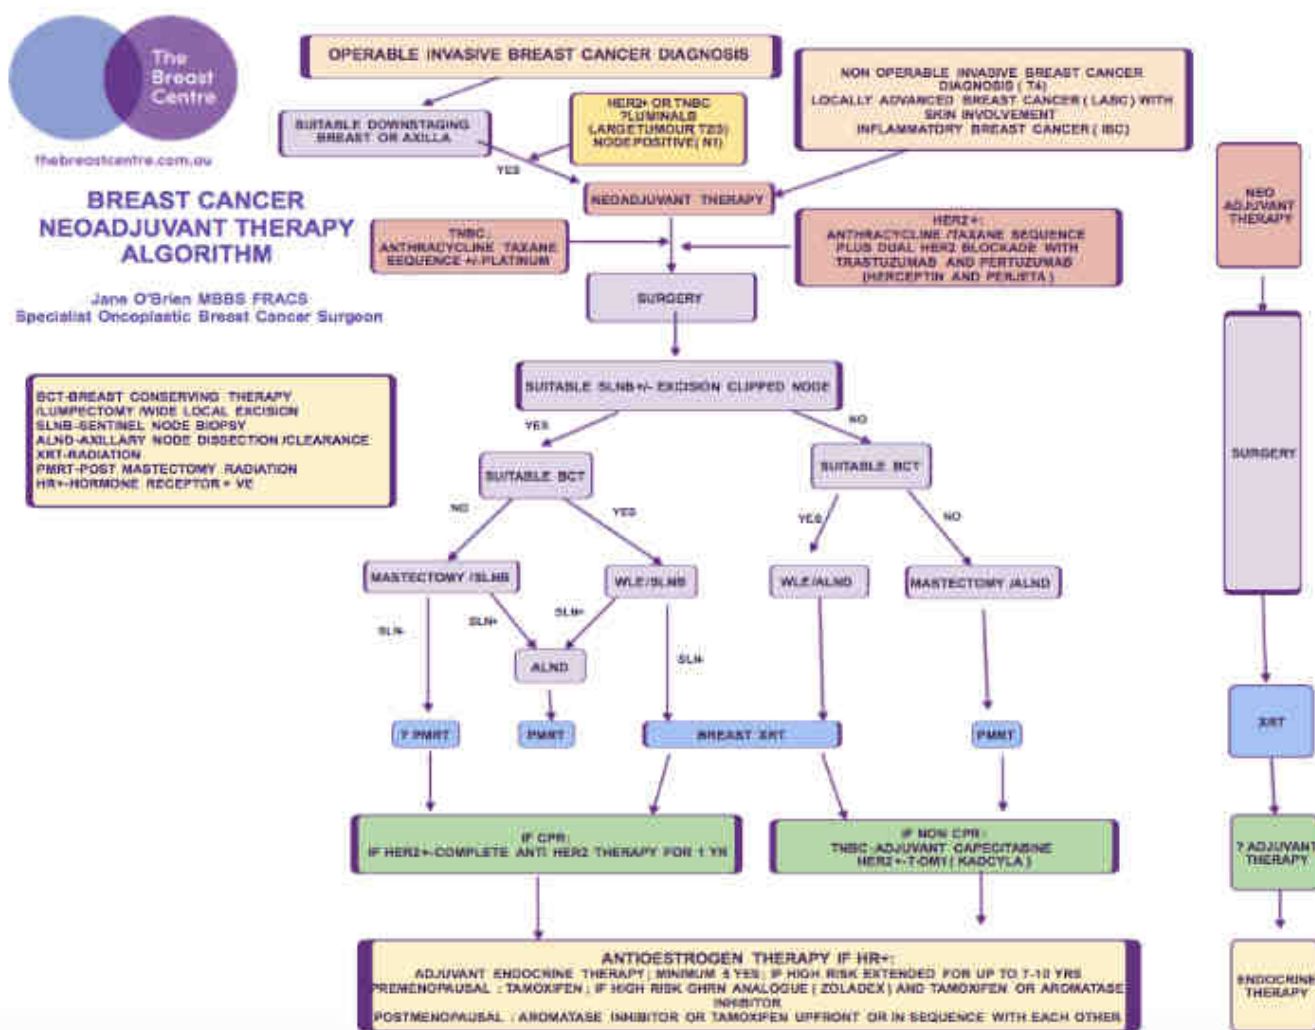 The
Breast
Centre
thebreastcentre.com.au
BREAST CANCER
NEOADJUVANT THERAPY
ALGORITHM
Jane O'Brien MBBS FRACS
Specialist Oncoplastic Breast Cancer Surgeon
OPERABLE INVASIVE BREAST CANCER DIAGNOSIS
SUITABLE DOWNSTAGING
BREAST OR AXILLA
HER2+ OR TNBC
?LUMINALB
LARGETUMOUR T2(3)
NODEPOSITIVE( N1)
NON OPERABLE INVASIVE BREAST CANCER
DIAGNOSIS ( T4)
LOCALLY ADVANCED BREAST CANCER ( LABC ) WITH
SKIN INVOLVEMENT
INFLAMMATORY BREAST CANCER ( IBC)
YES
NEOADJUVANT THERAPY
TNBC:
ANTHRACYCLINE TAXANE
SEQUENCE +/-PLATINUM
HER2+:
ANTHRACYCLINE /TAXANE SEQUENCE
PLUS DUAL HER2 BLOCKADE WITH
TRASTUZUMAB AND PERTUZUMAB
(HERCEPTIN AND PERJETA )
SURGERY
SUITABLE SLNB+/- EXCISION CLIPPED NODE
BCT-BREAST CONSERVING THERAPY
/LUMPECTOMY /WIDE LOCAL EXCISION
SLNB-SENTINEL NODE BIOPSY
ALND-AXILLARY NODE DISSECTION /CLEARANCE
XRT-RADIATION
PMRT-POST MASTECTOMY RADIATION
HR+-HORMONE RECEPTOR + VE
YES
NO
SUITABLE BCT
SUITABLE BCT
NO
YES
YES
NO
MASTECTOMY /SLNB
WLE/SLNB
WLE/ALND
MASTECTOMY /ALND
SLN-
SLN+
SLN+
SLN-
ALND
? PMRT
PMRT
BREAST XRT
PMRT
IF CPR:
IF HER2+-COMPLETE ANTI HER2 THERAPY FOR 1 YR
IF NON CPR:
TNBC-ADJUVANT CAPECITABINE
HER2+-T-DM1 ( KADCYLA )
ANTIOESTROGEN THERAPY IF HR+:
ADJUVANT ENDOCRINE THERAPY ; MINIMUM 5 YES ; IF HIGH RISK EXTENDED FOR UP TO 7-10 YRS
PREMENOPAUSAL : TAMOXIFEN ; IF HIGH RISK GHRN ANALOGUE ( ZOLADEX ) AND TAMOXIFEN OR AROMATASE
INHIBITOR
POSTMENOPAUSAL : AROMATASE INHIBITOR OR TAMOXIFEN UPFRONT OR IN SEQUENCE WITH EACH OTHER
NEO
ADJUVANT
THERAPY
SURGERY
XRT
? ADJUVANT
THERAPY
ENDOCRINE
THERAPY